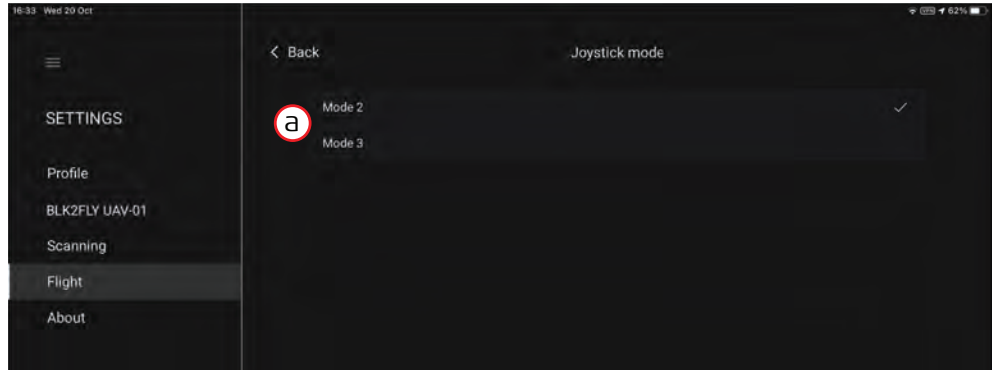 16:33 Wed 20 Oct
VPN 62%
Back
Joystick mode
SETTINGS
Profile
BLK2FLY UAV-01
Scanning
Flight
About
a
Mode 2
Mode 3